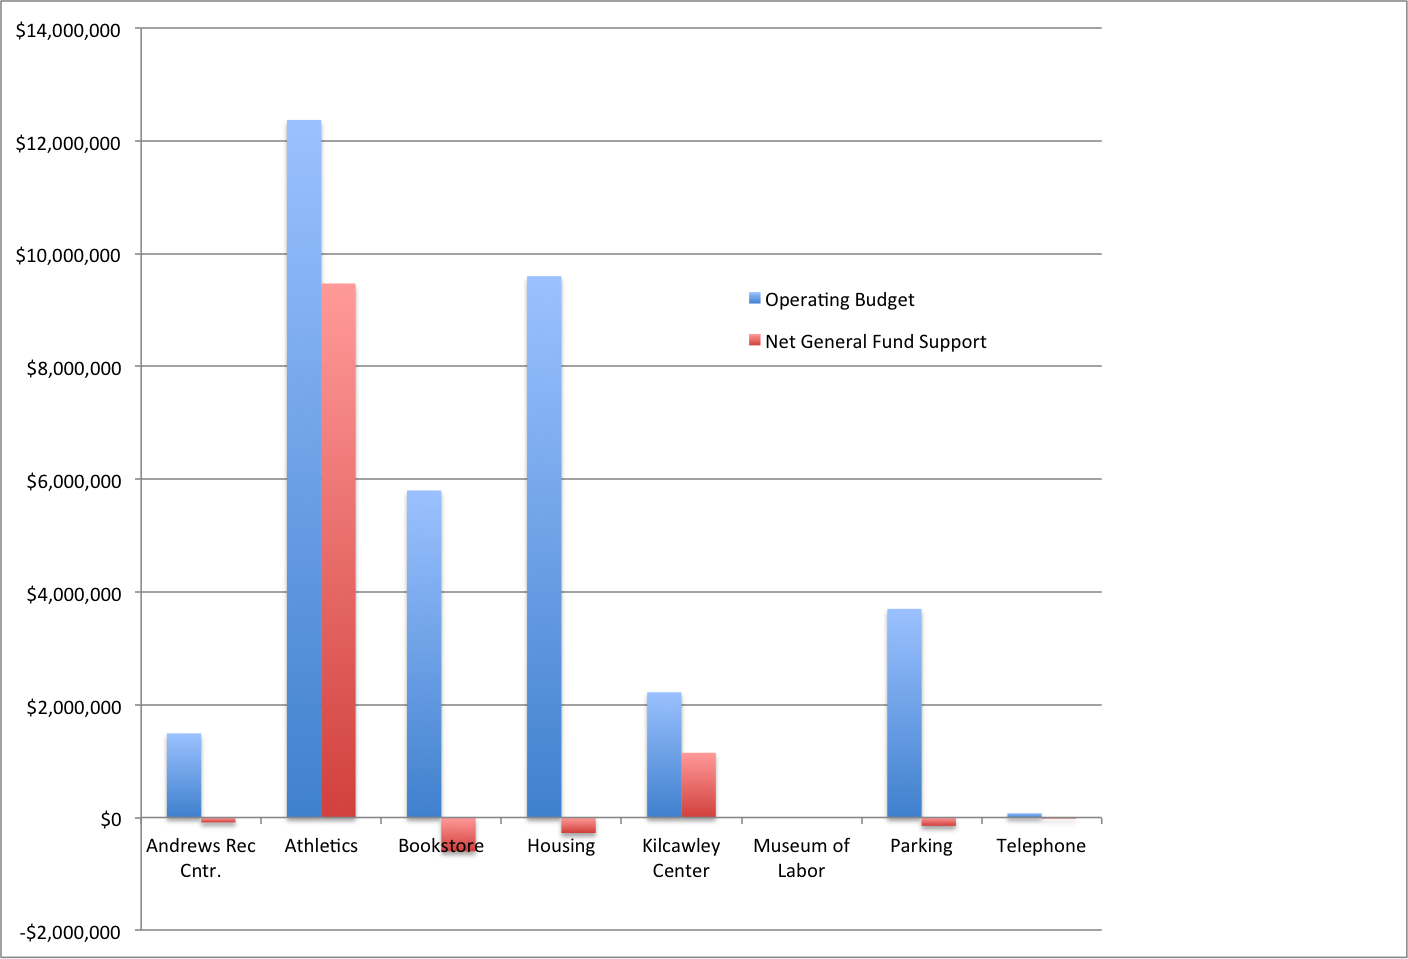 $14,000,000
$12,000,000
$10,000,000
$8,000,000
$6,000,000
$4,000,000
$2,000,000
$0
-$2,000,000
Operating Budget
Net General Fund Support
Andrews Rec
Cntr.
Athletics
Bookstore
Housing
Kilcawley
Center
Museum of
Labor
Parking
Telephone